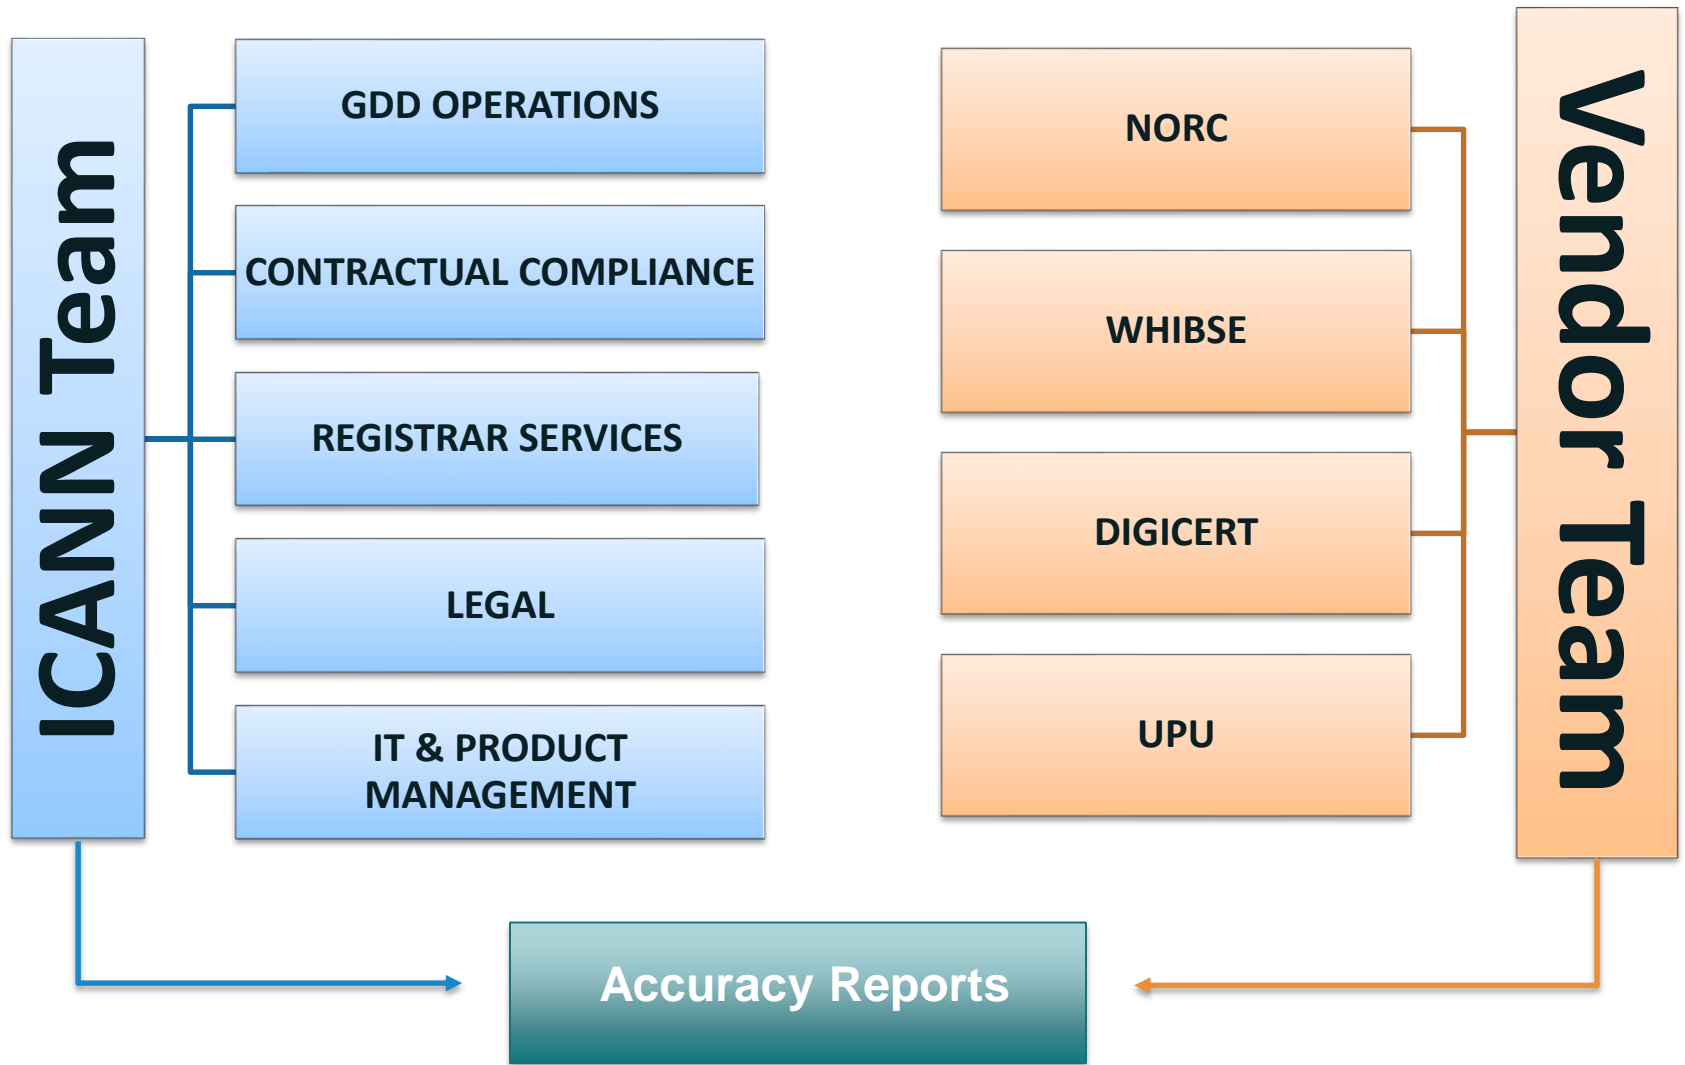 ICANN Team
GDD OPERATIONS
CONTRACTUAL COMPLIANCE
REGISTRAR SERVICES
LEGAL
IT & PRODUCT
MANAGEMENT
NORC
WHIBSE
DIGICERT
UPU
Vendor Team
Accuracy Reports